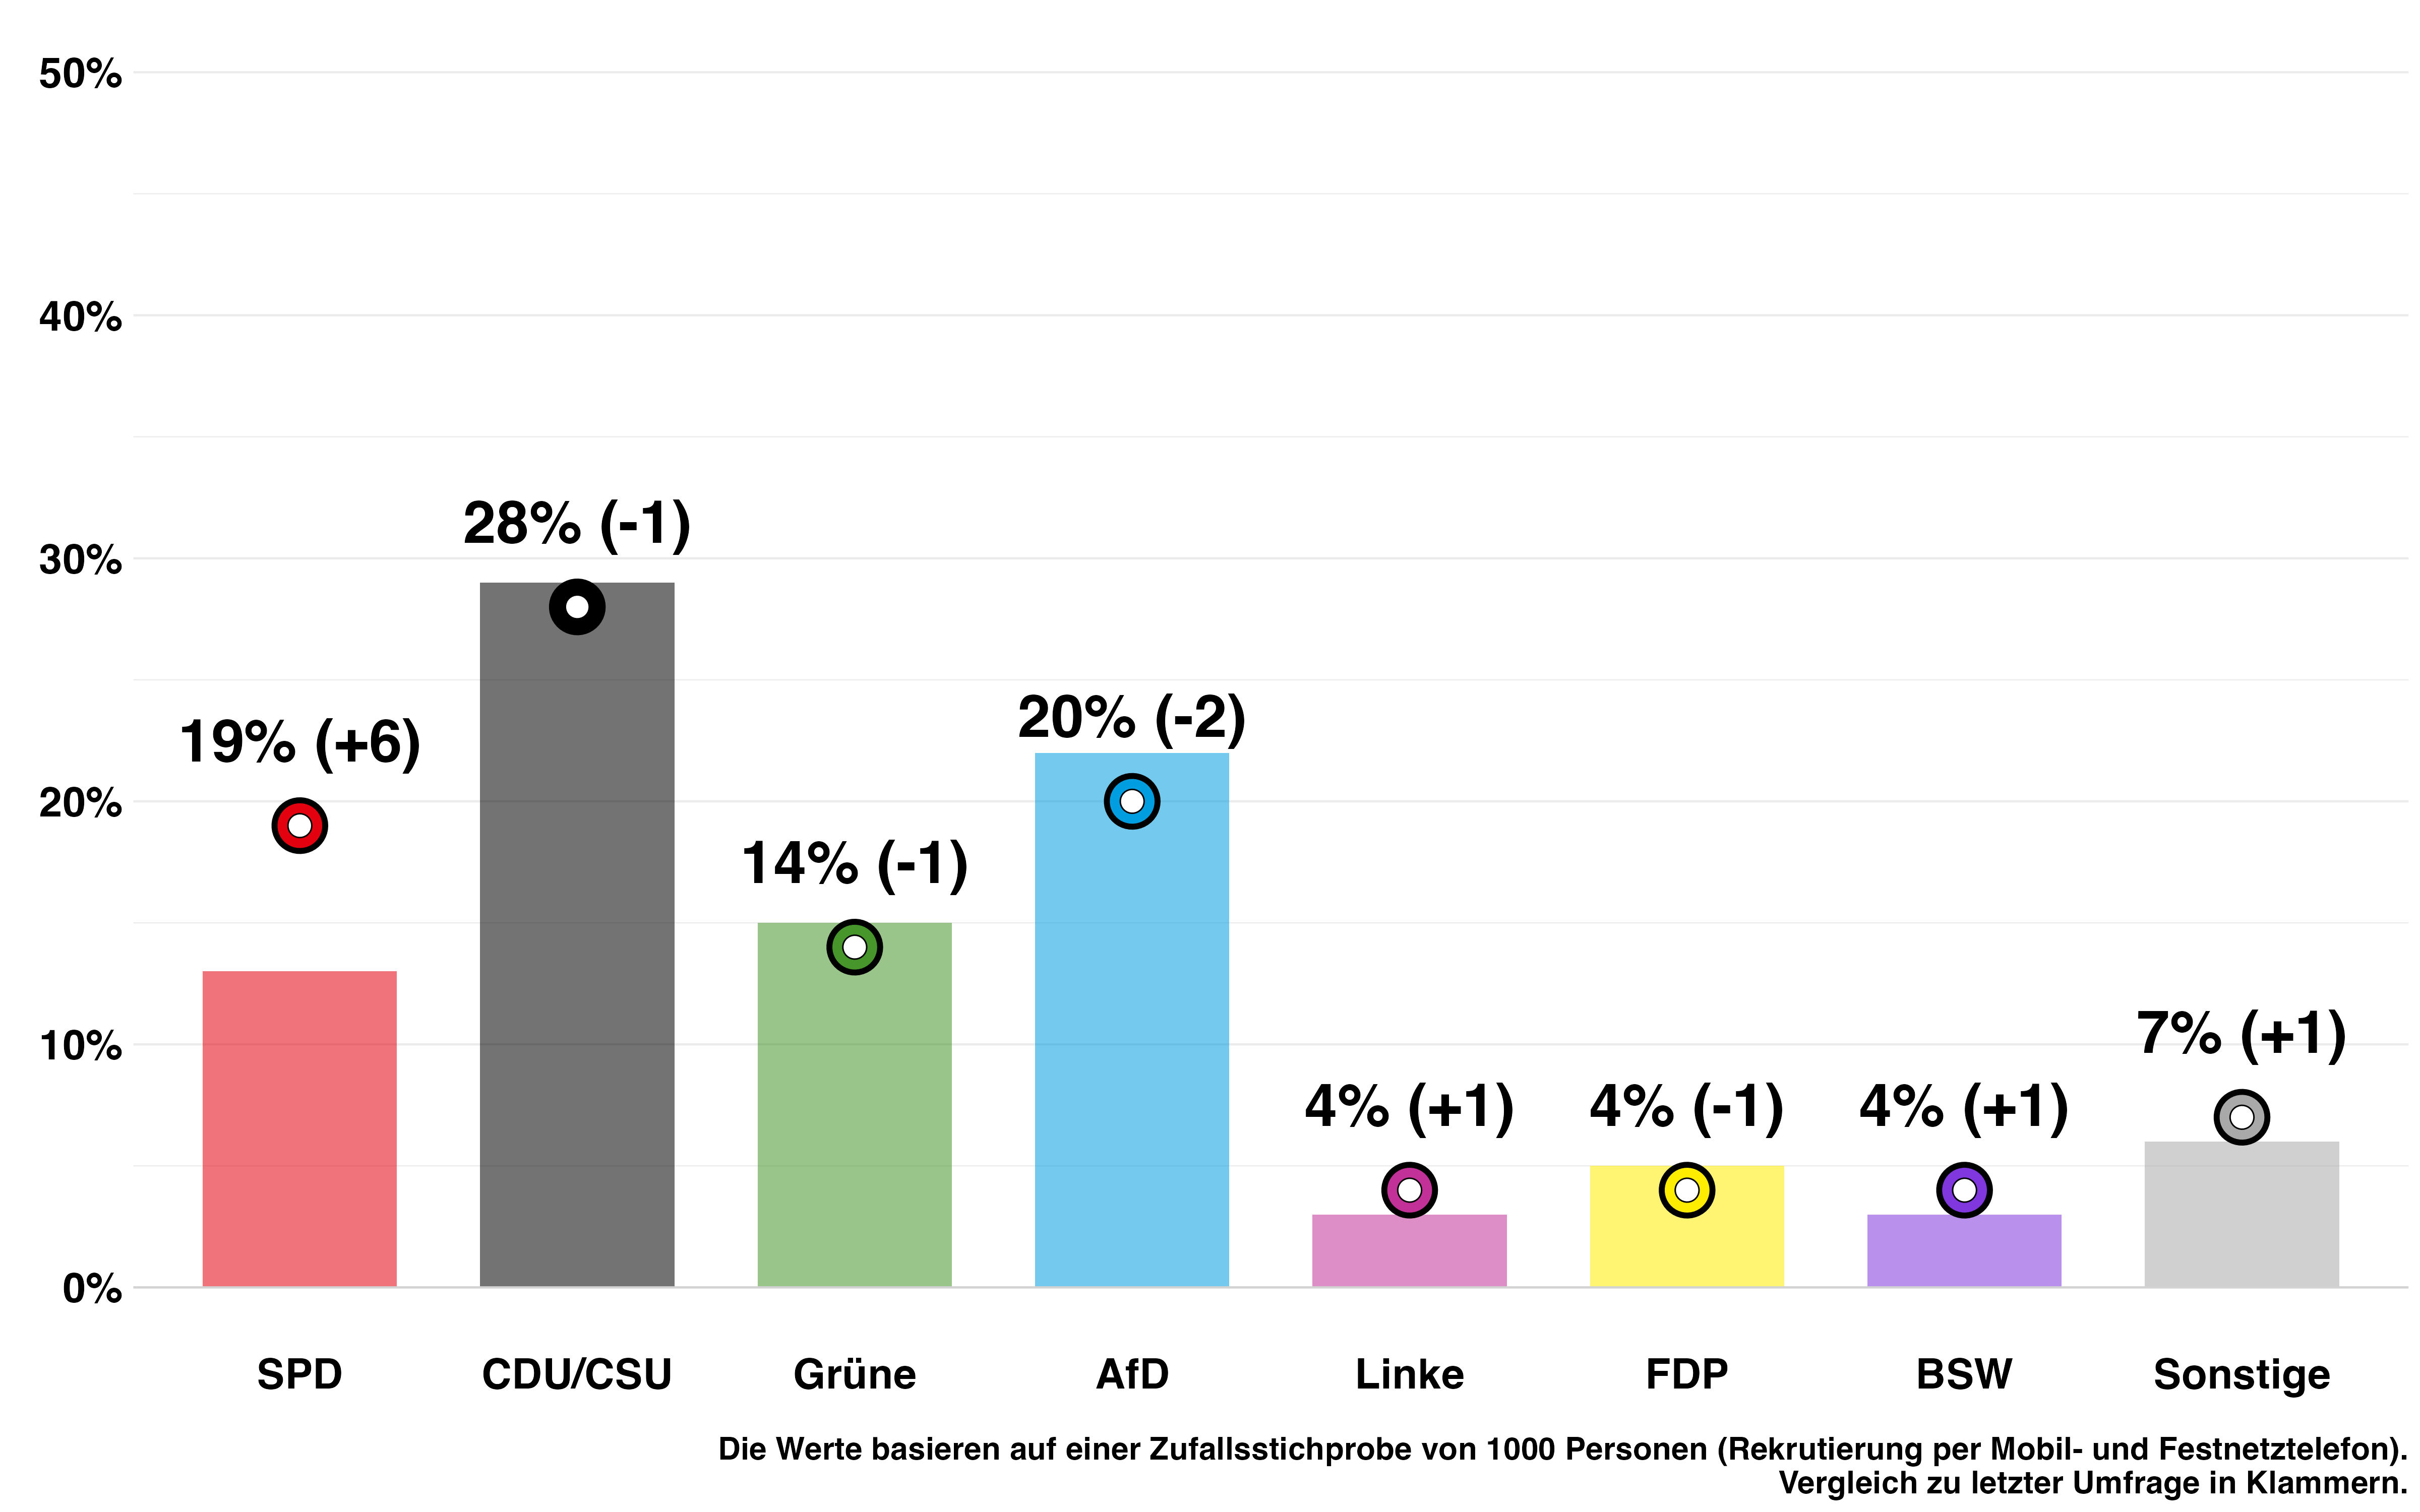 50%
40%
30%
20%
10%
0%
19% (+6)
28% (-1)
14% (-1)
20% (-2)
4% (+1)
4% (-1)
4% (+1)
7% (+1)
SPD
CDU/CSU
Grüne
AfD
Linke
FDP
BSW
Sonstige
Die Werte basieren auf einer Zufallsstichprobe von 1000 Personen (Rekrutierung per Mobil- und Festnetztelefon).
Vergleich zu letzter Umfrage in Klammern.